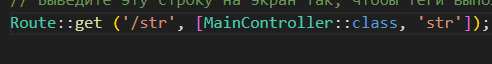 // Выведите эту строку на экран так, чтобы теги
Route::get ('/str', [MainController::class, 'str']);